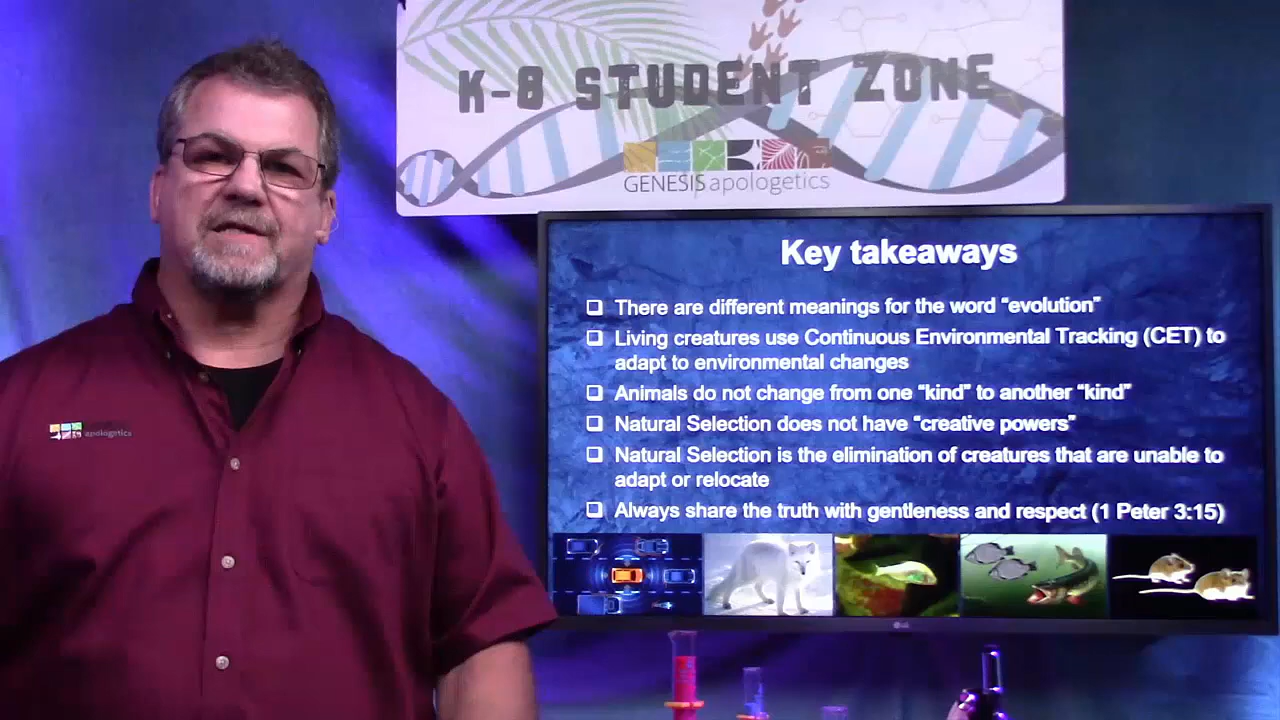 K-8 STUDENT ZONE
GENESIS apologetics
apologetics
Key takeaways
❑ There are different meanings for the word “evolution”
❑ Living creatures use Continuous Environmental Tracking (CET) to
adapt to environmental changes
❑ Animals do not change from one “kind” to another “kind”
❑ Natural Selection does not have “creative powers”
❑ Natural Selection is the elimination of creatures that are unable to
adapt or relocate
❑ Always share the truth with gentleness and respect (1 Peter 3:15)
LG